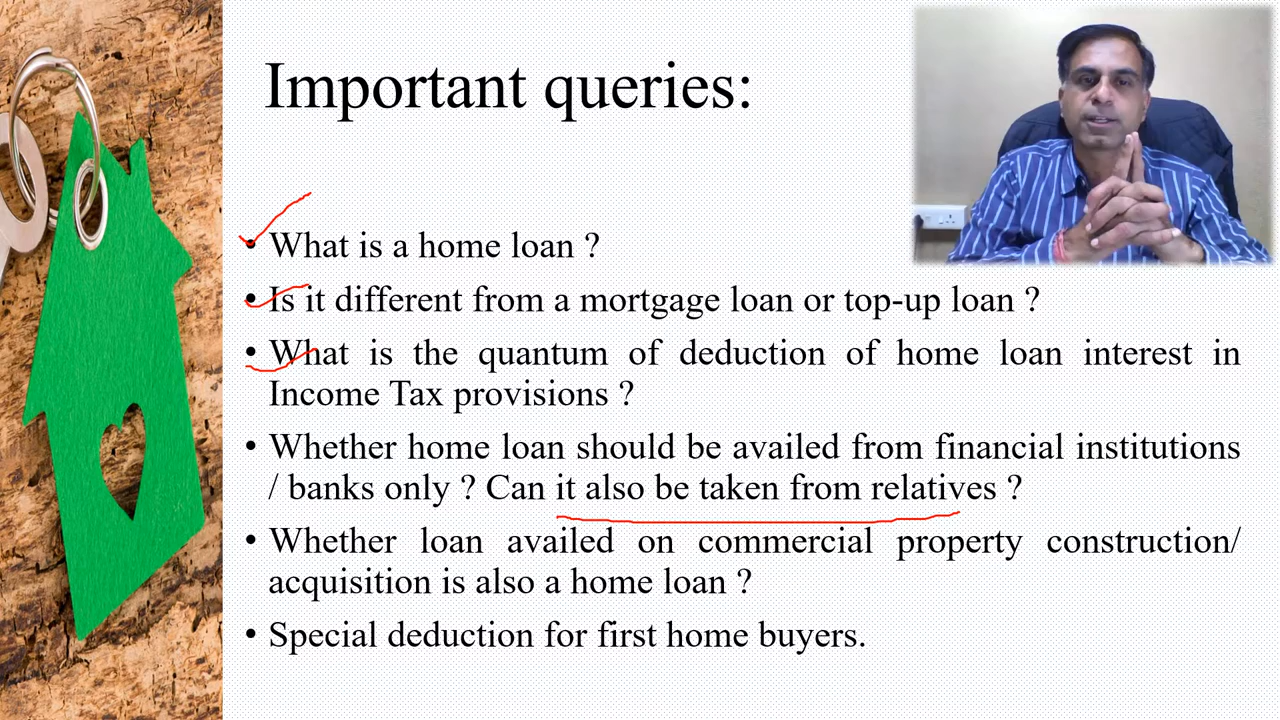 Important queries:
• What is a home loan ?
• Is it different from a mortgage loan or top-up loan ?
• What is the quantum of deduction of home loan interest in
Income Tax provisions ?
• Whether home loan should be availed from financial institutions
/ banks only ? Can it also be taken from relatives ?
• Whether loan availed on commercial property construction/
acquisition is also a home loan ?
• Special deduction for first home buyers.